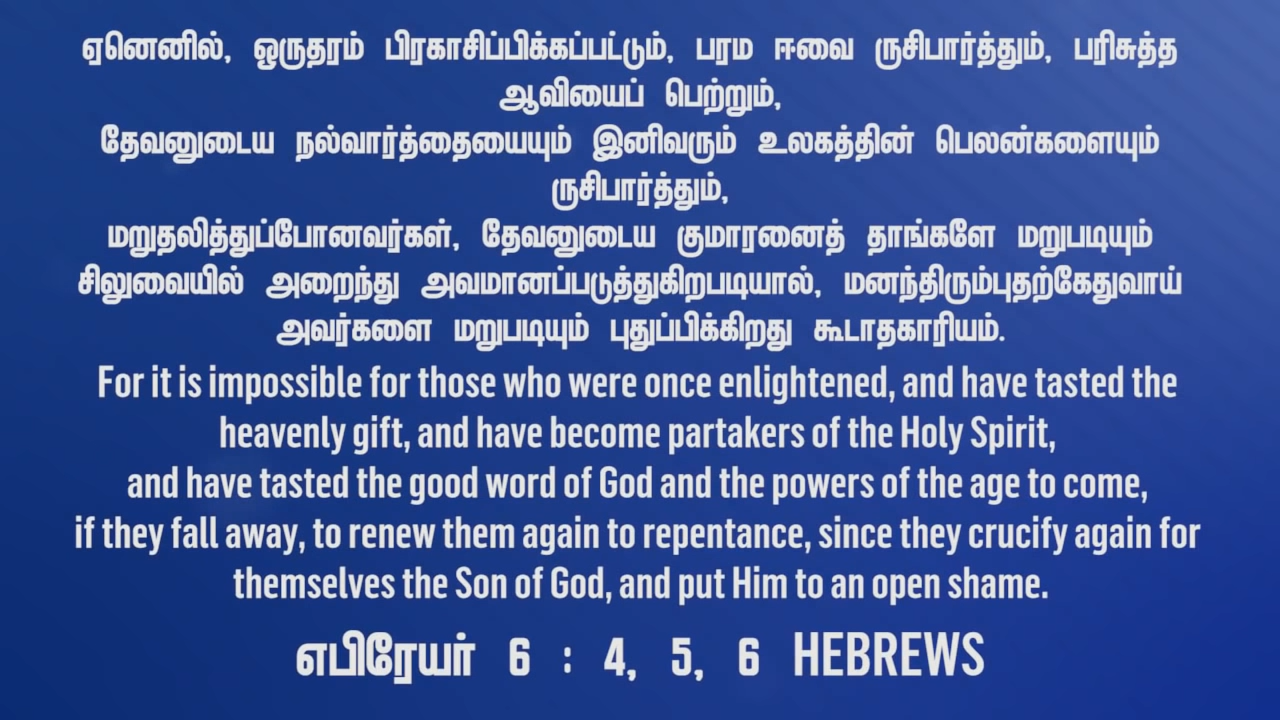 ஏனெனில், ஒருதரம் பிரகாசிப்பிக்கப்பட்டும், பரம ஈவை ருசிபார்த்தும், பரிசுத்த
ஆவியைப் பெற்றும்,
தேவனுடைய நல்வார்த்தையையும் இனிவரும் உலகத்தின் பெலன்களையும்
ருசிபார்த்தும்,
மறுதலித்துப்போனவர்கள், தேவனுடைய குமாரனைத் தாங்களே மறுபடியும்
சிலுவையில் அறைந்து அவமானப்படுத்துகிறபடியால், மனந்திரும்புதற்கேதுவாய்
அவர்களை மறுபடியும் புதுப்பிக்கிறது கூடாதகாரியம்.
For it is impossible for those who were once enlightened, and have tasted the
heavenly gift, and have become partakers of the Holy Spirit,
and have tasted the good word of God and the powers of the age to come,
if they fall away, to renew them again to repentance, since they crucify again for
themselves the Son of God, and put Him to an open shame.
எபிரேயர் 6 : 4, 5, 6 HEBREWS